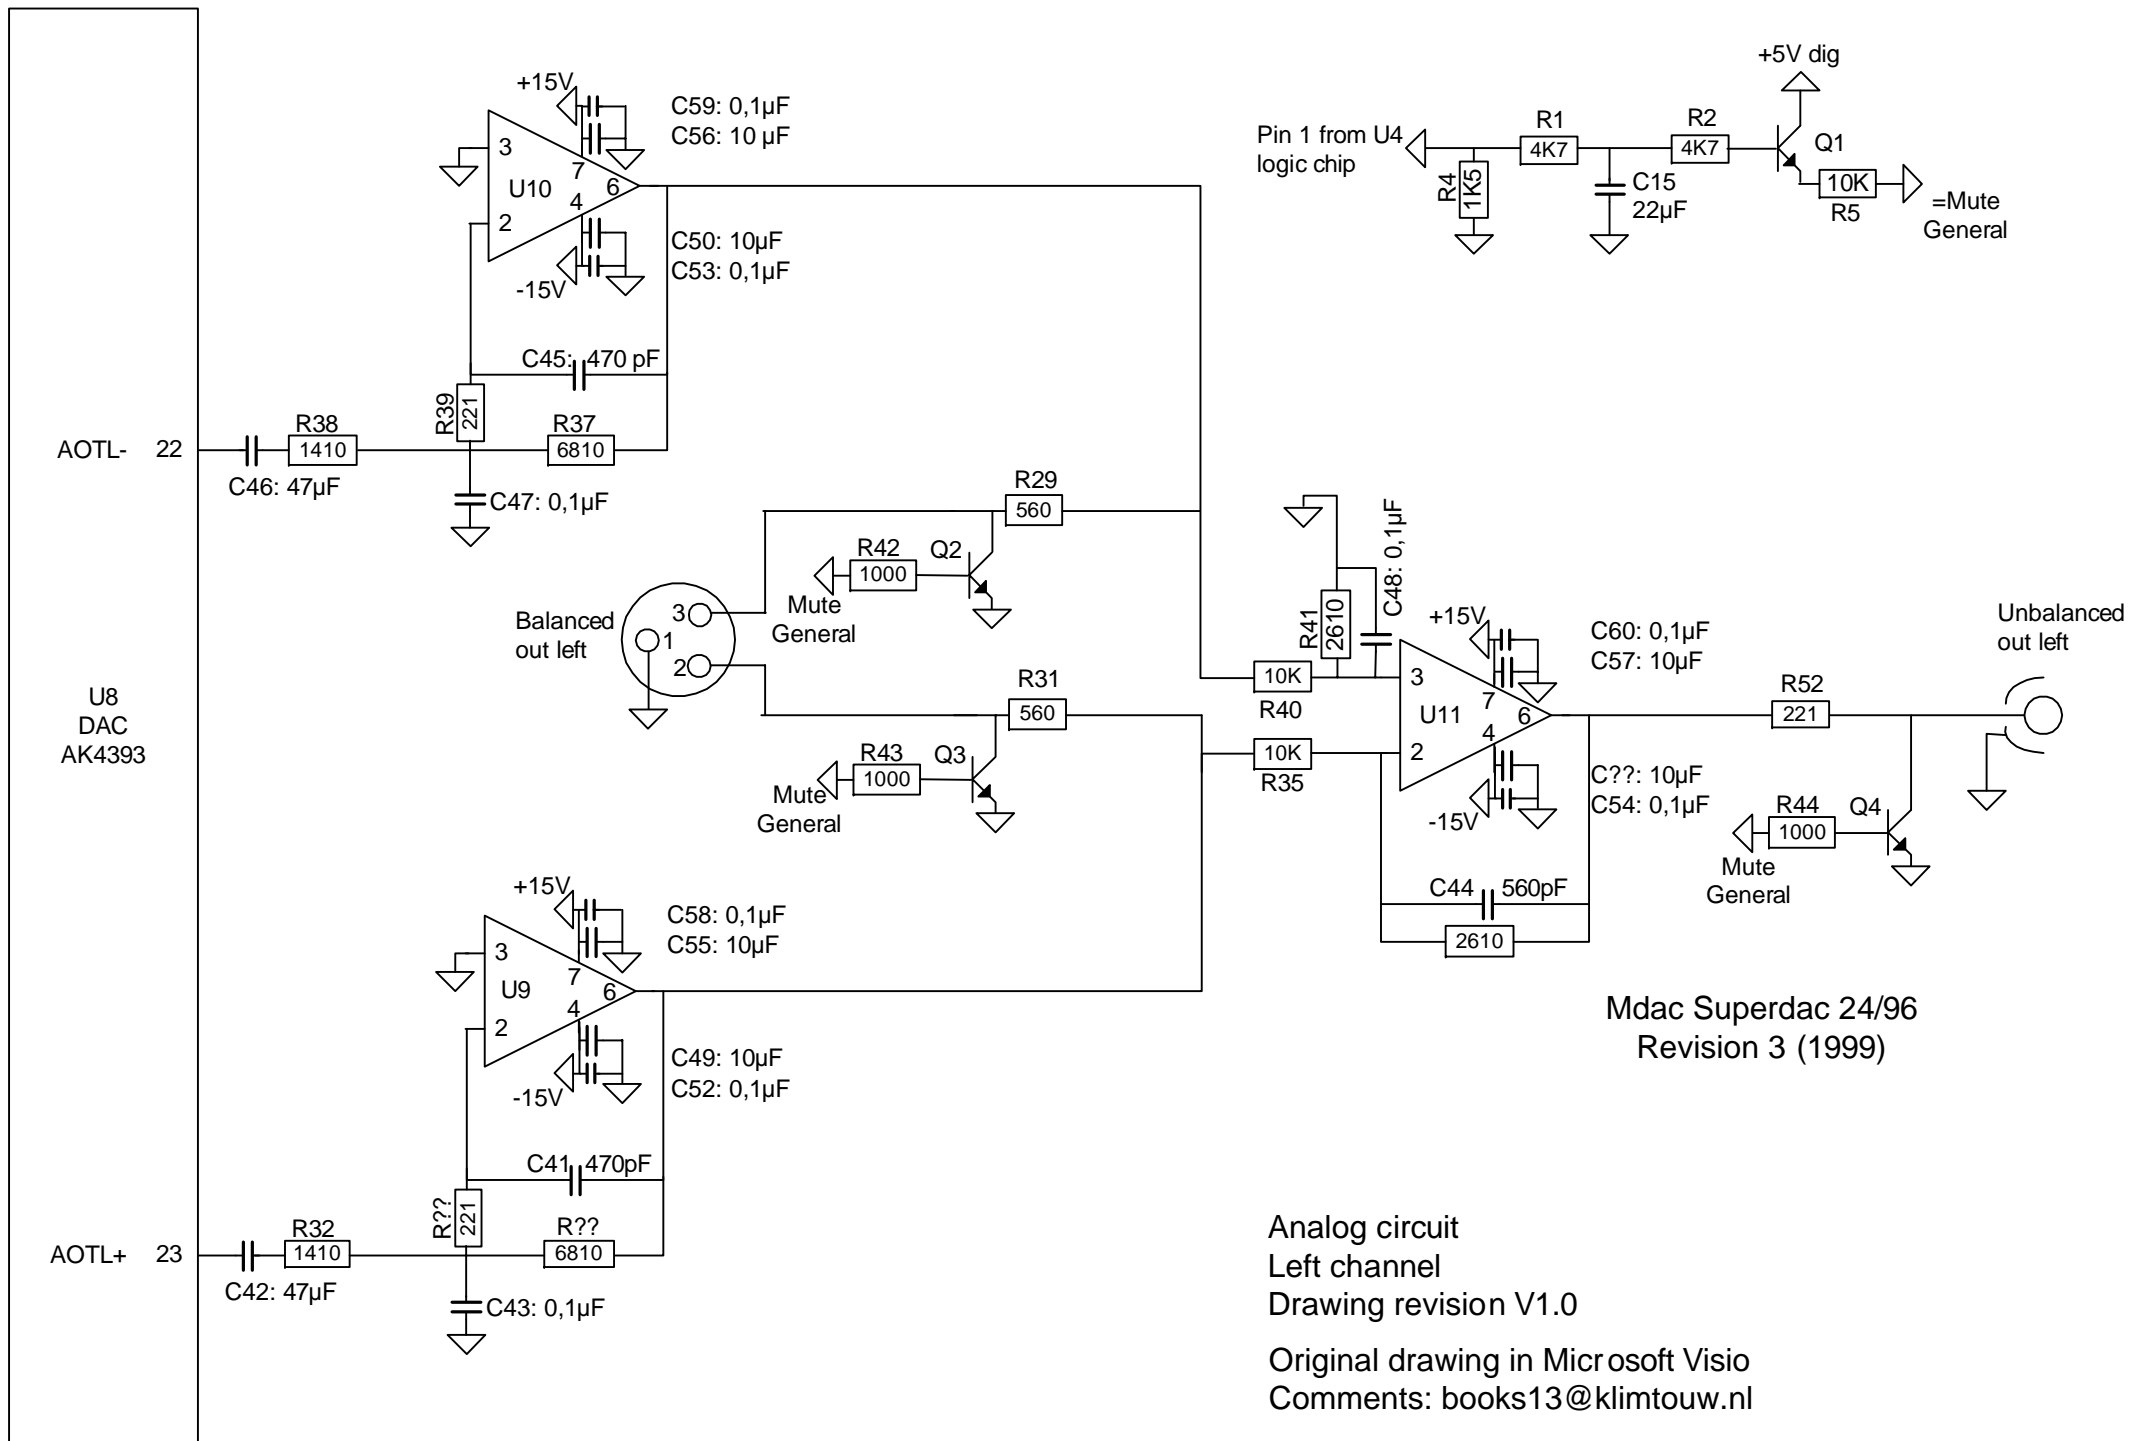 +5V dig
+15V
C59: 0,1µF
C56: 10 µF
3
7
U10
6
4
2
C50: 10µF
C53: 0,1µF
-15V
Pin 1 from U4
logic chip
R1
4K7
R2
4K7
Q1
R4
1K5
C15
22µF
10K
R5
=Mute
General
C45: 470 pF
R39
221
R38
1410
R37
6810
AOTL- 22
C46: 47µF
C47: 0,1µF
R29
560
R42
1000
Q2
Mute
General
Balanced
out left
3
1
2
R31
560
R43
1000
Q3
Mute
General
C48: 0,1µF
R41
2610
+15V
C60: 0,1µF
C57: 10µF
10K
R40
3
7
U11
6
4
2
10K
R35
C??: 10µF
C54: 0,1µF
-15V
R52
221
Unbalanced
out left
R44
1000
Q4
Mute
General
C44 560pF
2610
U8
DAC
AK4393
+15V
C58: 0,1µF
C55: 10µF
3
7
U9
6
4
2
C49: 10µF
C52: 0,1µF
-15V
C41 470pF
R??
221
R32
1410
R??
6810
AOTL+ 23
C42: 47µF
C43: 0,1µF
Mdac Superdac 24/96
Revision 3 (1999)
Analog circuit
Left channel
Drawing revision V1.0
Original drawing in Microsoft Visio
Comments: books13@klimtouw.nl